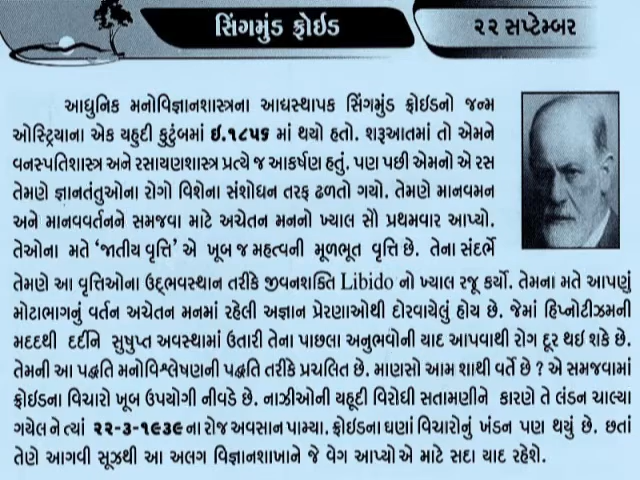 સિંગમુંડ ફ્રોઇડ
૨૨ સપ્ટેમ્બર
આધુનિક મનોવિજ્ઞાનશાસ્ત્રના આદ્યસ્થાપક સિંગમુંડ ફ્રોઇડનો જન્મ
ઓસ્ટ્રિયાના એક યહુદી કુટુંબમાં ઇ.૧૮૫૬ માં થયો હતો. શરૂઆતમાં તો એમને
વનસ્પતિશાસ્ત્ર અને રસાયણશાસ્ત્ર પ્રત્યે જ આકર્ષણ હતું. પણ પછી એમનો એ રસ
તેમણે જ્ઞાનતંતુઓના રોગો વિશેના સંશોધન તરફ ઢળતો ગયો. તેમણે માનવમન
અને માનવવર્તનને સમજવા માટે અચેતન મનનો ખ્યાલ સૌ પ્રથમવાર આપ્યો.
તેઓના મતે ‘જાતીય વૃત્તિ’ એ ખૂબ જ મહત્વની મૂળભૂત વૃત્તિ છે. તેના સંદર્ભે
તેમણે આ વૃત્તિઓના ઉદ્ભવસ્થાન તરીકે જીવનશક્તિ Libido નો ખ્યાલ રજૂ કર્યો. તેમના મતે આપણું
મોટાભાગનું વર્તન અચેતન મનમાં રહેલી અજ્ઞાન પ્રેરણાઓથી દોરવાયેલું હોય છે. જેમાં હિપ્નોટીઝમની
મદદથી દર્દીને સુષુપ્ત અવસ્થામાં ઉતારી તેના પાછલા અનુભવોની યાદ આપવાથી રોગ દૂર થઇ શકે છે.
તેમની આ પદ્ધતિ મનોવિશ્લેષણની પદ્ધતિ તરીકે પ્રચલિત છે. માણસો આમ શાથી વર્તે છે ? એ સમજવામાં
ફ્રોઇડના વિચારો ખૂબ ઉપયોગી નીવડે છે. નાઝીઓની યહૂદી વિરોધી સતામણીને કારણે તે લંડન ચાલ્યા
ગયેલ ને ત્યાં ૨૨-૩-૧૯૩૯ ના રોજ અવસાન પામ્યા. ફ્રોઇડના ઘણાં વિચારોનું ખંડન પણ થયું છે. છતાં
તેણે આગવી સૂઝથી આ અલગ વિજ્ઞાનશાખાને જે વેગ આપ્યો એ માટે સદા યાદ રહેશે.